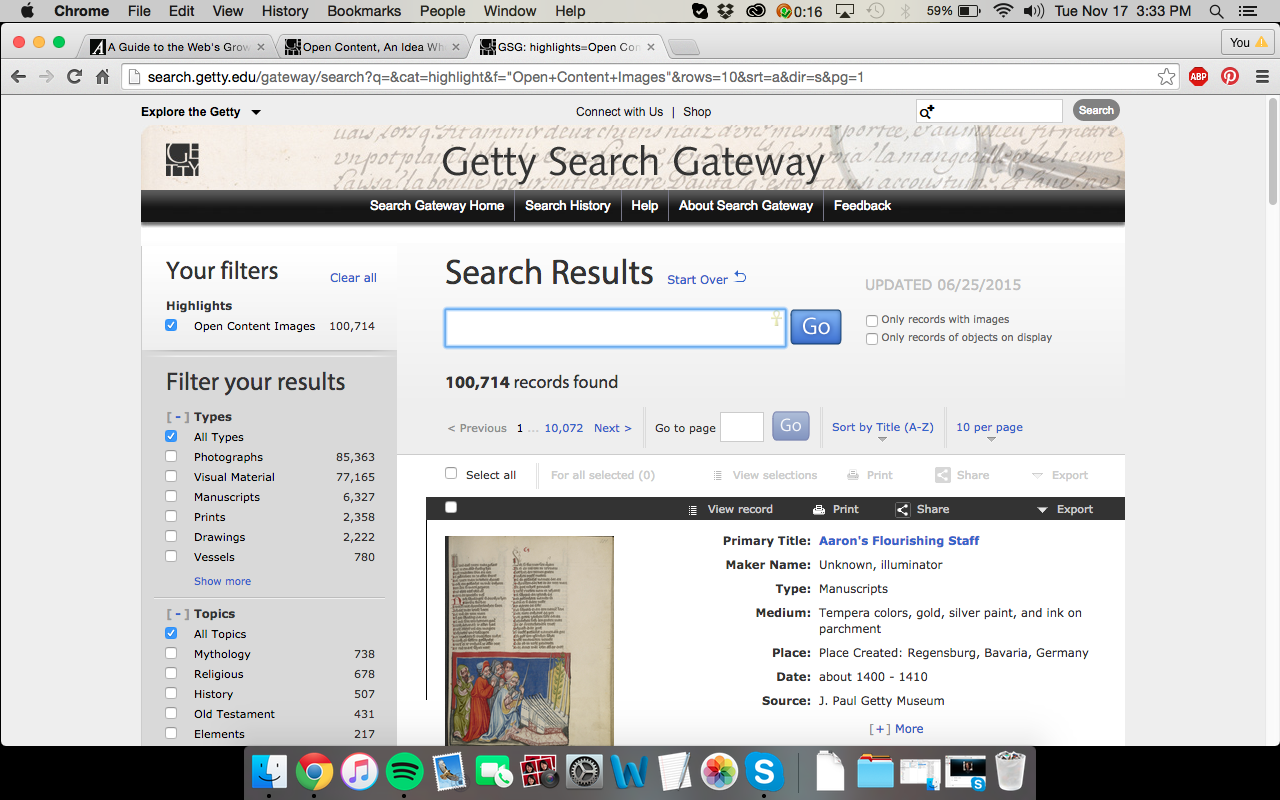 Chrome File Edit View History Bookmarks People Window Help 0:16 59% Tue Nov 17 3:33 PM
A Guide to the Web's Grow
Open Content, An Idea Wh
GSG: highlights=Open Con
You
search.getty.edu/gateway/search?q=&cat=highlight&f="Open+Content+Images"&rows=10&srt=a&dir=s&pg=1
ABP
Explore the Getty
Connect with Us | Shop
Search
Getty Search Gateway
Search Gateway Home
Search History
Help
About Search Gateway
Feedback
Your filters
Clear all
Highlights
Open Content Images 100,714
Filter your results
[ - ] Types
All Types
Photographs 85,363
Visual Material 77,165
Manuscripts 6,327
Prints 2,358
Drawings 2,222
Vessels 780
Show more
[ - ] Topics
All Topics
Mythology 738
Religious 678
History 507
Old Testament 431
Elements 217
Search Results
Start Over
UPDATED 06/25/2015
Go
Only records with images
Only records of objects on display
100,714 records found
< Previous 1 ... 10,072 Next >
Go to page
Go
Sort by Title (A-Z)
10 per page
Select all
For all selected (0)
View selections
Print
Share
Export
View record
Print
Share
Export
Primary Title: Aaron's Flourishing Staff
Maker Name: Unknown, illuminator
Type: Manuscripts
Medium: Tempera colors, gold, silver paint, and ink on
parchment
Place: Place Created: Regensburg, Bavaria, Germany
Date: about 1400 - 1410
Source: J. Paul Getty Museum
[+] More